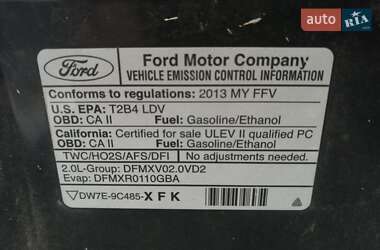 auto RIA
Ford
Ford Motor Company
VEHICLE EMISSION CONTROL INFORMATION
Conforms to regulations: 2013 MY FFV
U.S. EPA: T2B4 LDV
OBD: CA II Fuel: Gasoline/Ethanol
California: Certified for sale ULEV II qualified PC
OBD: CA II Fuel: Gasoline/Ethanol
TWC/HO2S/AFS/DFI No adjustments needed.
2.0L-Group: DFMXV02.0VD2
Evap: DFMXR0110GBA
DW7E-9C485-X F K